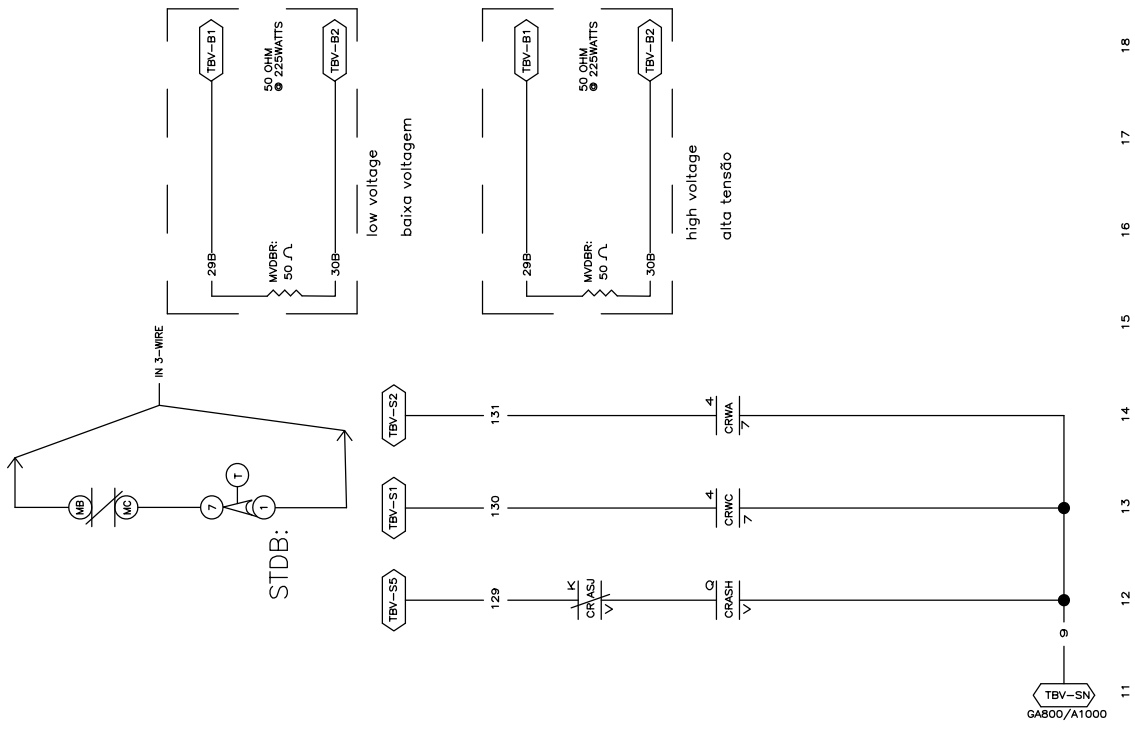 TBV-B1
50 OHM
@ 225WATTS
TBV-B2
29B
MVDBR:
50
30B
low voltage
baixa voltagem
TBV-B1
50 OHM
@ 225WATTS
TBV-B2
29B
MVDBR:
50
30B
high voltage
alta tensão
18
17
16
15
14
13
12
11
IN 3-WIRE
MB
MC
7
T
1
STDB:
TBV-S2
131
4
CRWA
7
TBV-S1
130
4
CRWC
7
TBV-S5
129
K
CRASJ
V
Q
CRASH
V
9
TBV-SN
GA800/A1000